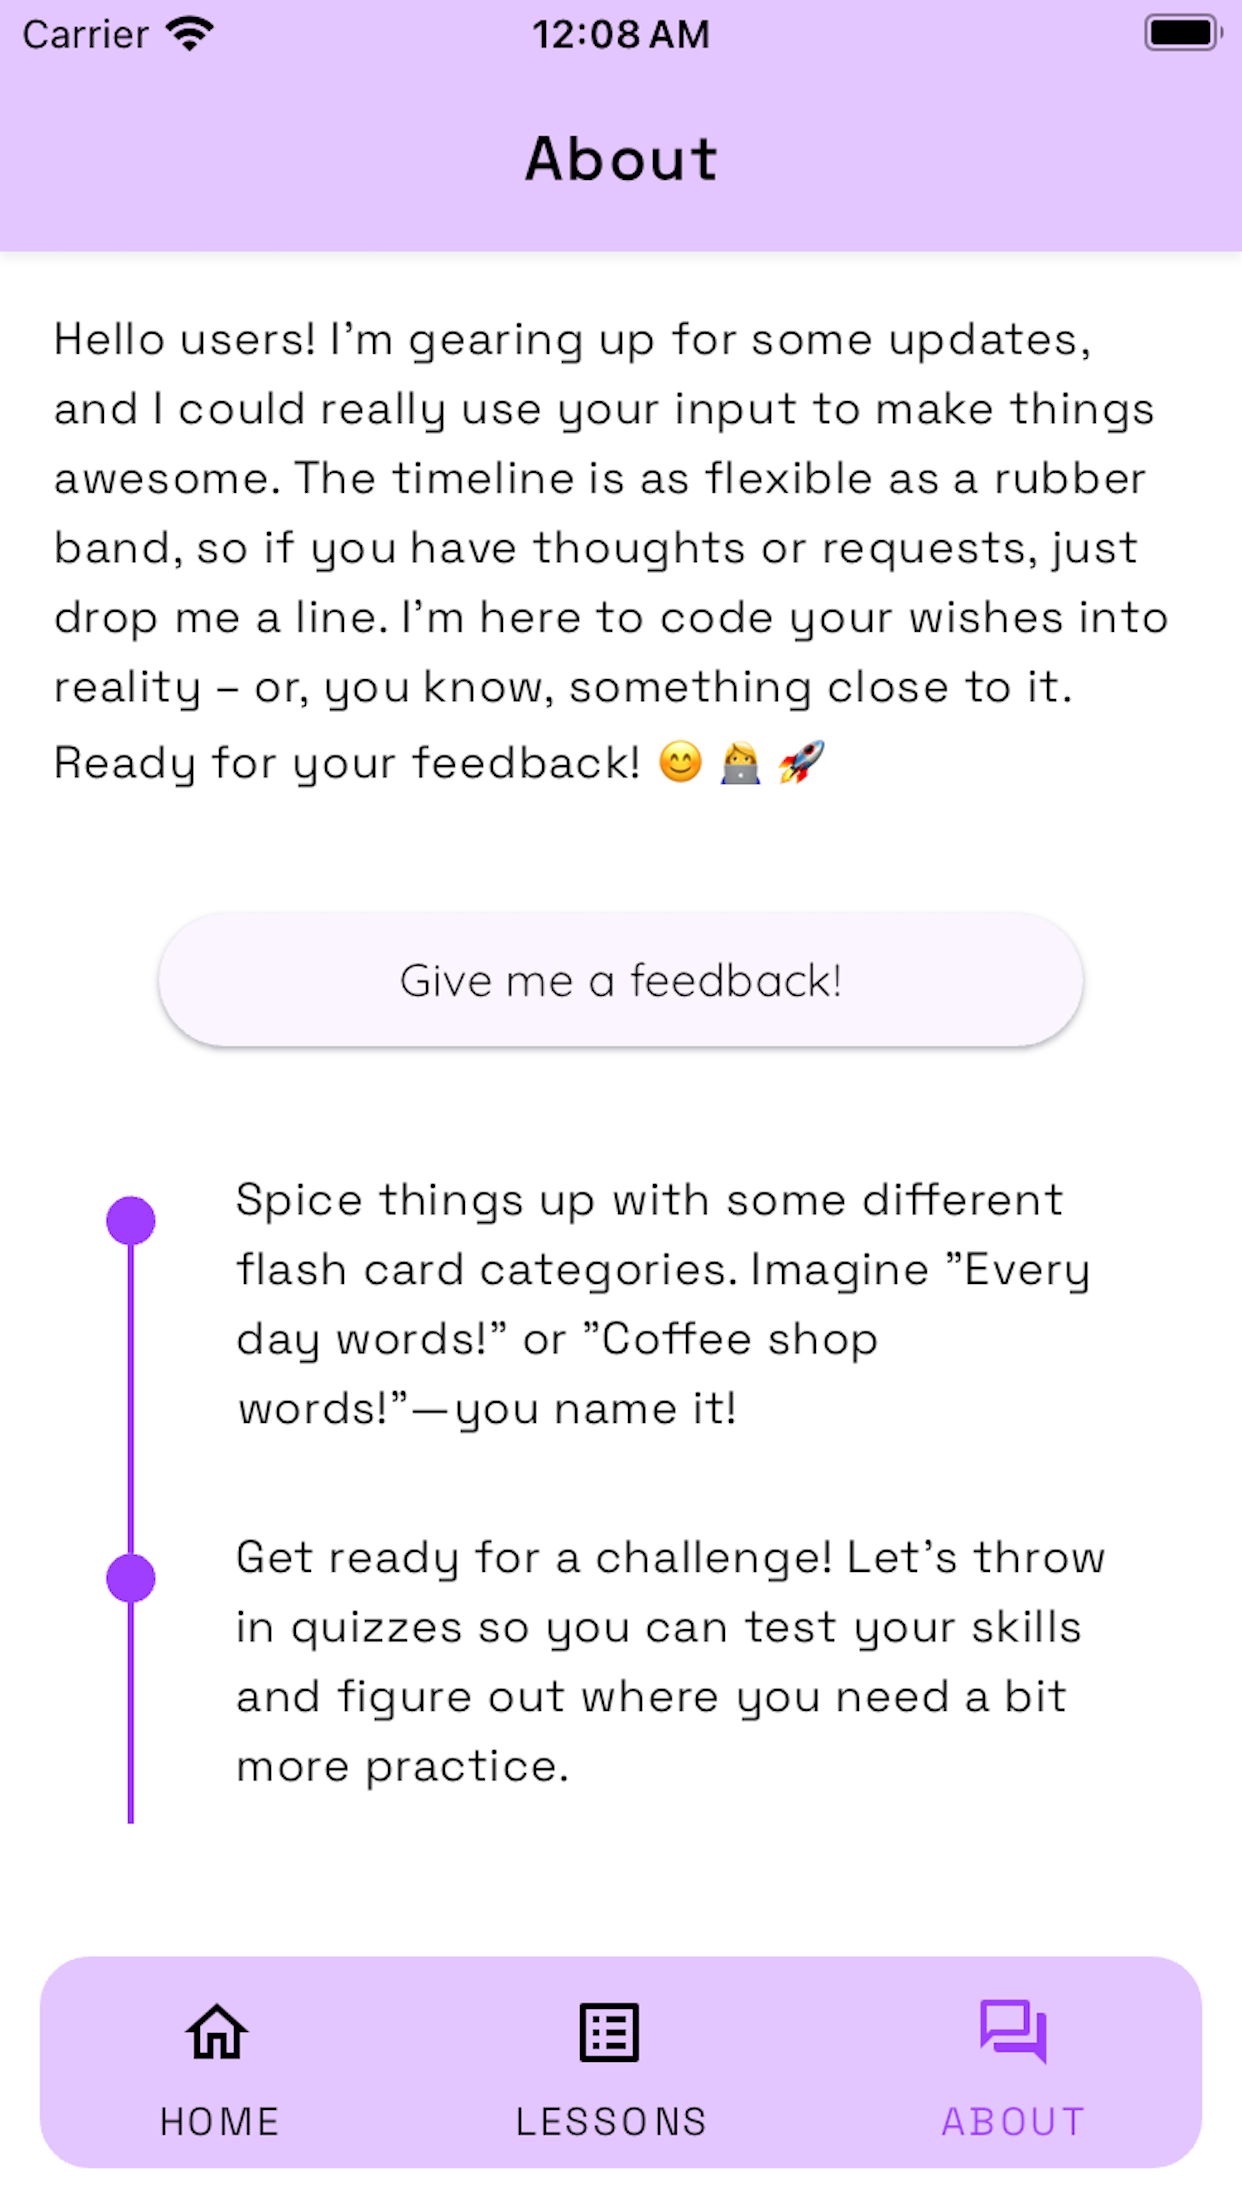 Carrier 12:08 AM
About
Hello users! I’m gearing up for some updates,
and I could really use your input to make things
awesome. The timeline is as flexible as a rubber
band, so if you have thoughts or requests, just
drop me a line. I’m here to code your wishes into
reality – or, you know, something close to it.
Ready for your feedback! 😊 👩‍💻 🚀
Give me a feedback!
Spice things up with some different
flash card categories. Imagine ”Every
day words!” or ”Coffee shop
words!”—you name it!
Get ready for a challenge! Let’s throw
in quizzes so you can test your skills
and figure out where you need a bit
more practice.
HOME LESSONS ABOUT